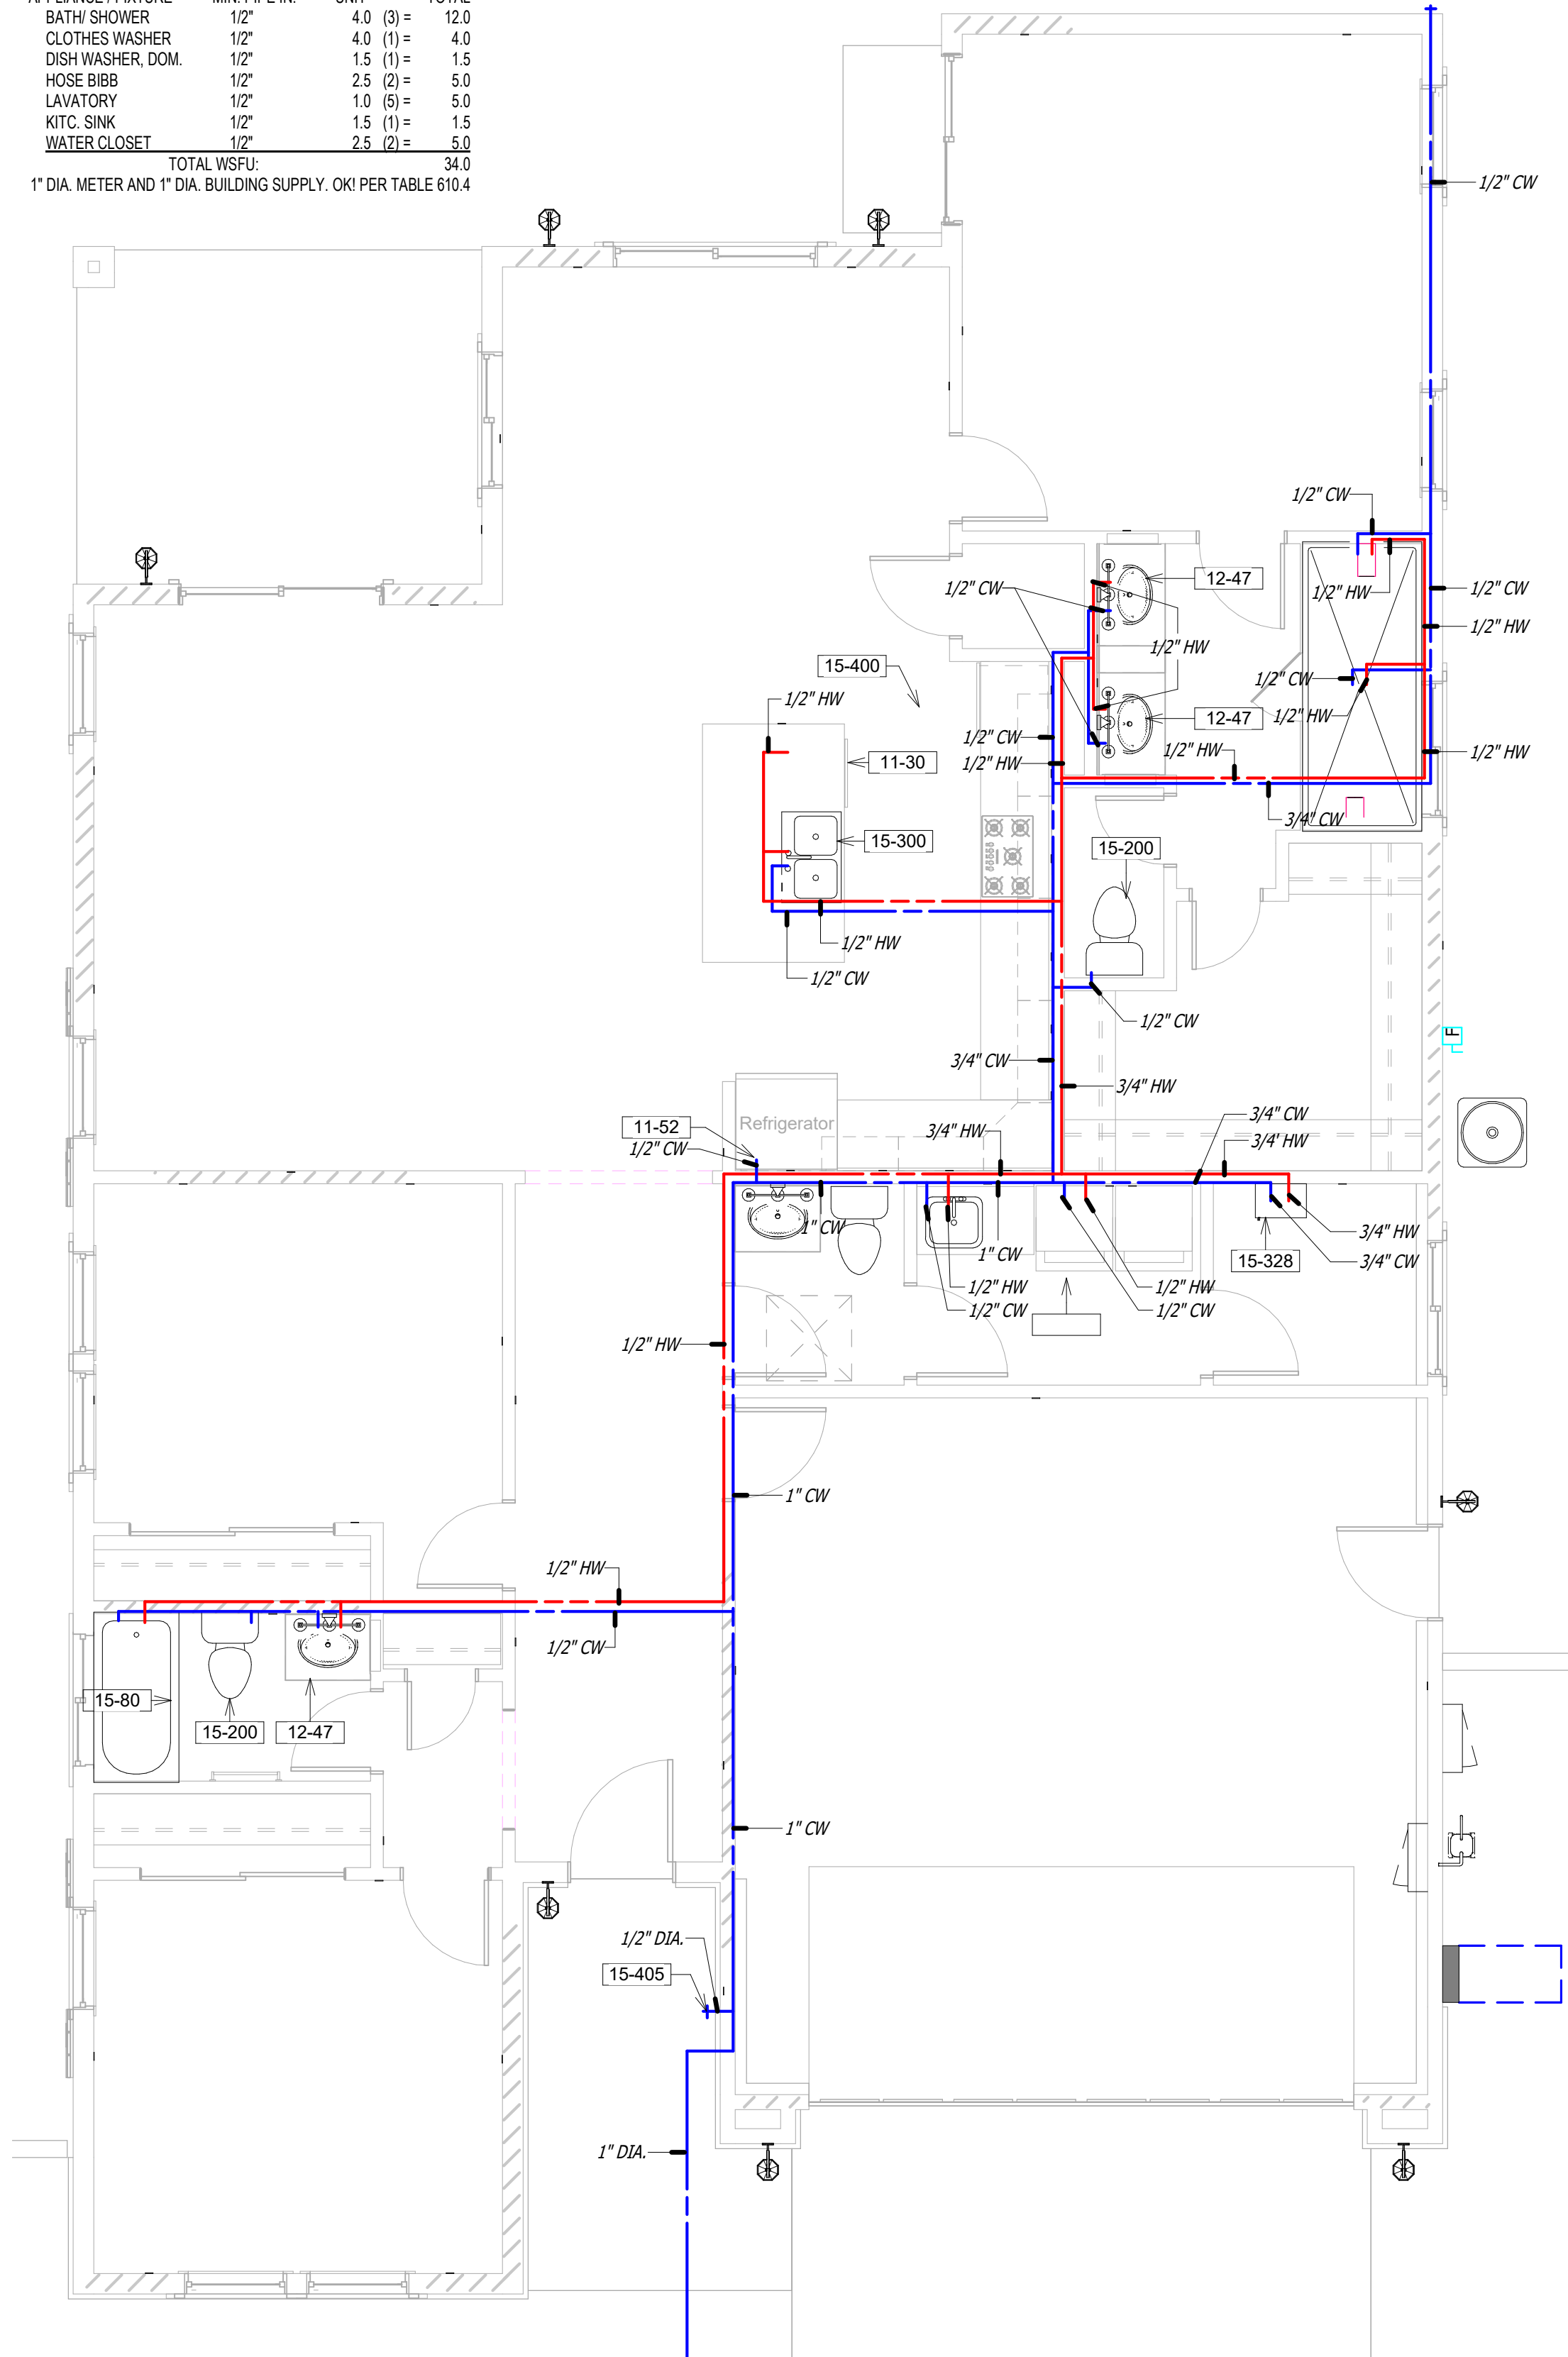 APPLIANCE / FIXTURE MIN. PIPE IN. UNIT TOTAL
BATH/ SHOWER 1/2" 4.0 (3) = 12.0
CLOTHES WASHER 1/2" 4.0 (1) = 4.0
DISH WASHER, DOM. 1/2" 1.5 (1) = 1.5
HOSE BIBB 1/2" 2.5 (2) = 5.0
LAVATORY 1/2" 1.0 (5) = 5.0
KITC. SINK 1/2" 1.5 (1) = 1.5
WATER CLOSET 1/2" 2.5 (2) = 5.0
TOTAL WSFU: 34.0
1" DIA. METER AND 1" DIA. BUILDING SUPPLY. OK! PER TABLE 610.4
1/2" CW
1/2" CW
12-47
1/2" CW
1/2" CW
1/2" HW
1/2" HW
1/2" HW
15-400
1/2" CW
1/2" HW
1/2" HW
12-47
1/2" CW
1/2" HW
1/2" HW
1/2" HW
11-30
3/4" CW
15-300
15-200
1/2" HW
1/2" CW
1/2" CW
3/4" CW
F
3/4" HW
Refrigerator
3/4" CW
11-52
3/4" HW
3/4' HW
1/2" CW
1" CW
1" CW
3/4" HW
15-328
3/4" CW
1/2" HW
1/2" HW
1/2" CW
1/2" CW
1/2" HW
1" CW
1/2" HW
1/2" CW
15-80
15-200
12-47
1" CW
1/2" DIA.
15-405
1" DIA.